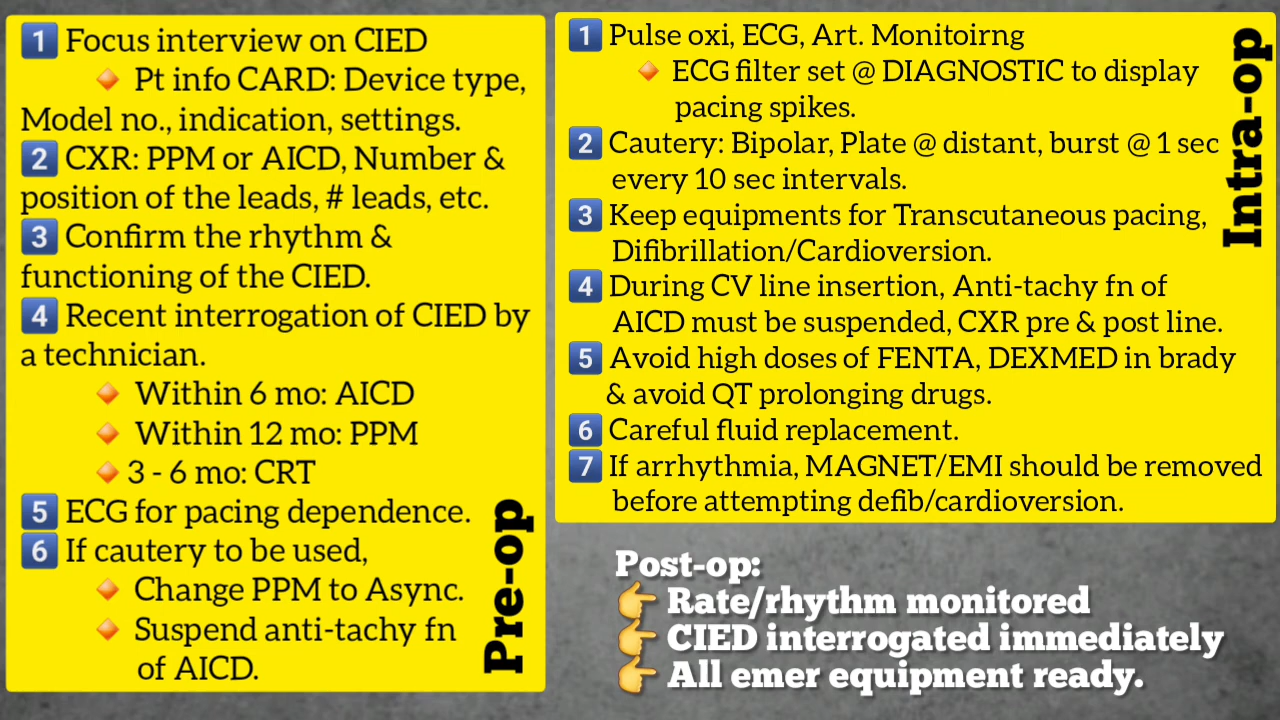 1 Focus interview on CIED
🔸 Pt info CARD: Device type,
Model no., indication, settings.
2 CXR: PPM or AICD, Number &
position of the leads, # leads, etc.
3 Confirm the rhythm &
functioning of the CIED.
4 Recent interrogation of CIED by
a technician.
🔸 Within 6 mo: AICD
🔸 Within 12 mo: PPM
🔸 3 - 6 mo: CRT
5 ECG for pacing dependence.
6 If cautery to be used,
🔸 Change PPM to Async.
🔸 Suspend anti-tachy fn
of AICD.
Pre-op
1 Pulse oxi, ECG, Art. Monitoirng
🔸 ECG filter set @ DIAGNOSTIC to display
pacing spikes.
2 Cautery: Bipolar, Plate @ distant, burst @ 1 sec
every 10 sec intervals.
3 Keep equipments for Transcutaneous pacing,
Difibrillation/Cardioversion.
4 During CV line insertion, Anti-tachy fn of
AICD must be suspended, CXR pre & post line.
5 Avoid high doses of FENTA, DEXMED in brady
& avoid QT prolonging drugs.
6 Careful fluid replacement.
7 If arrhythmia, MAGNET/EMI should be removed
before attempting defib/cardioversion.
Intra-op
Post-op:
👉 Rate/rhythm monitored
👉 CIED interrogated immediately
👉 All emer equipment ready.